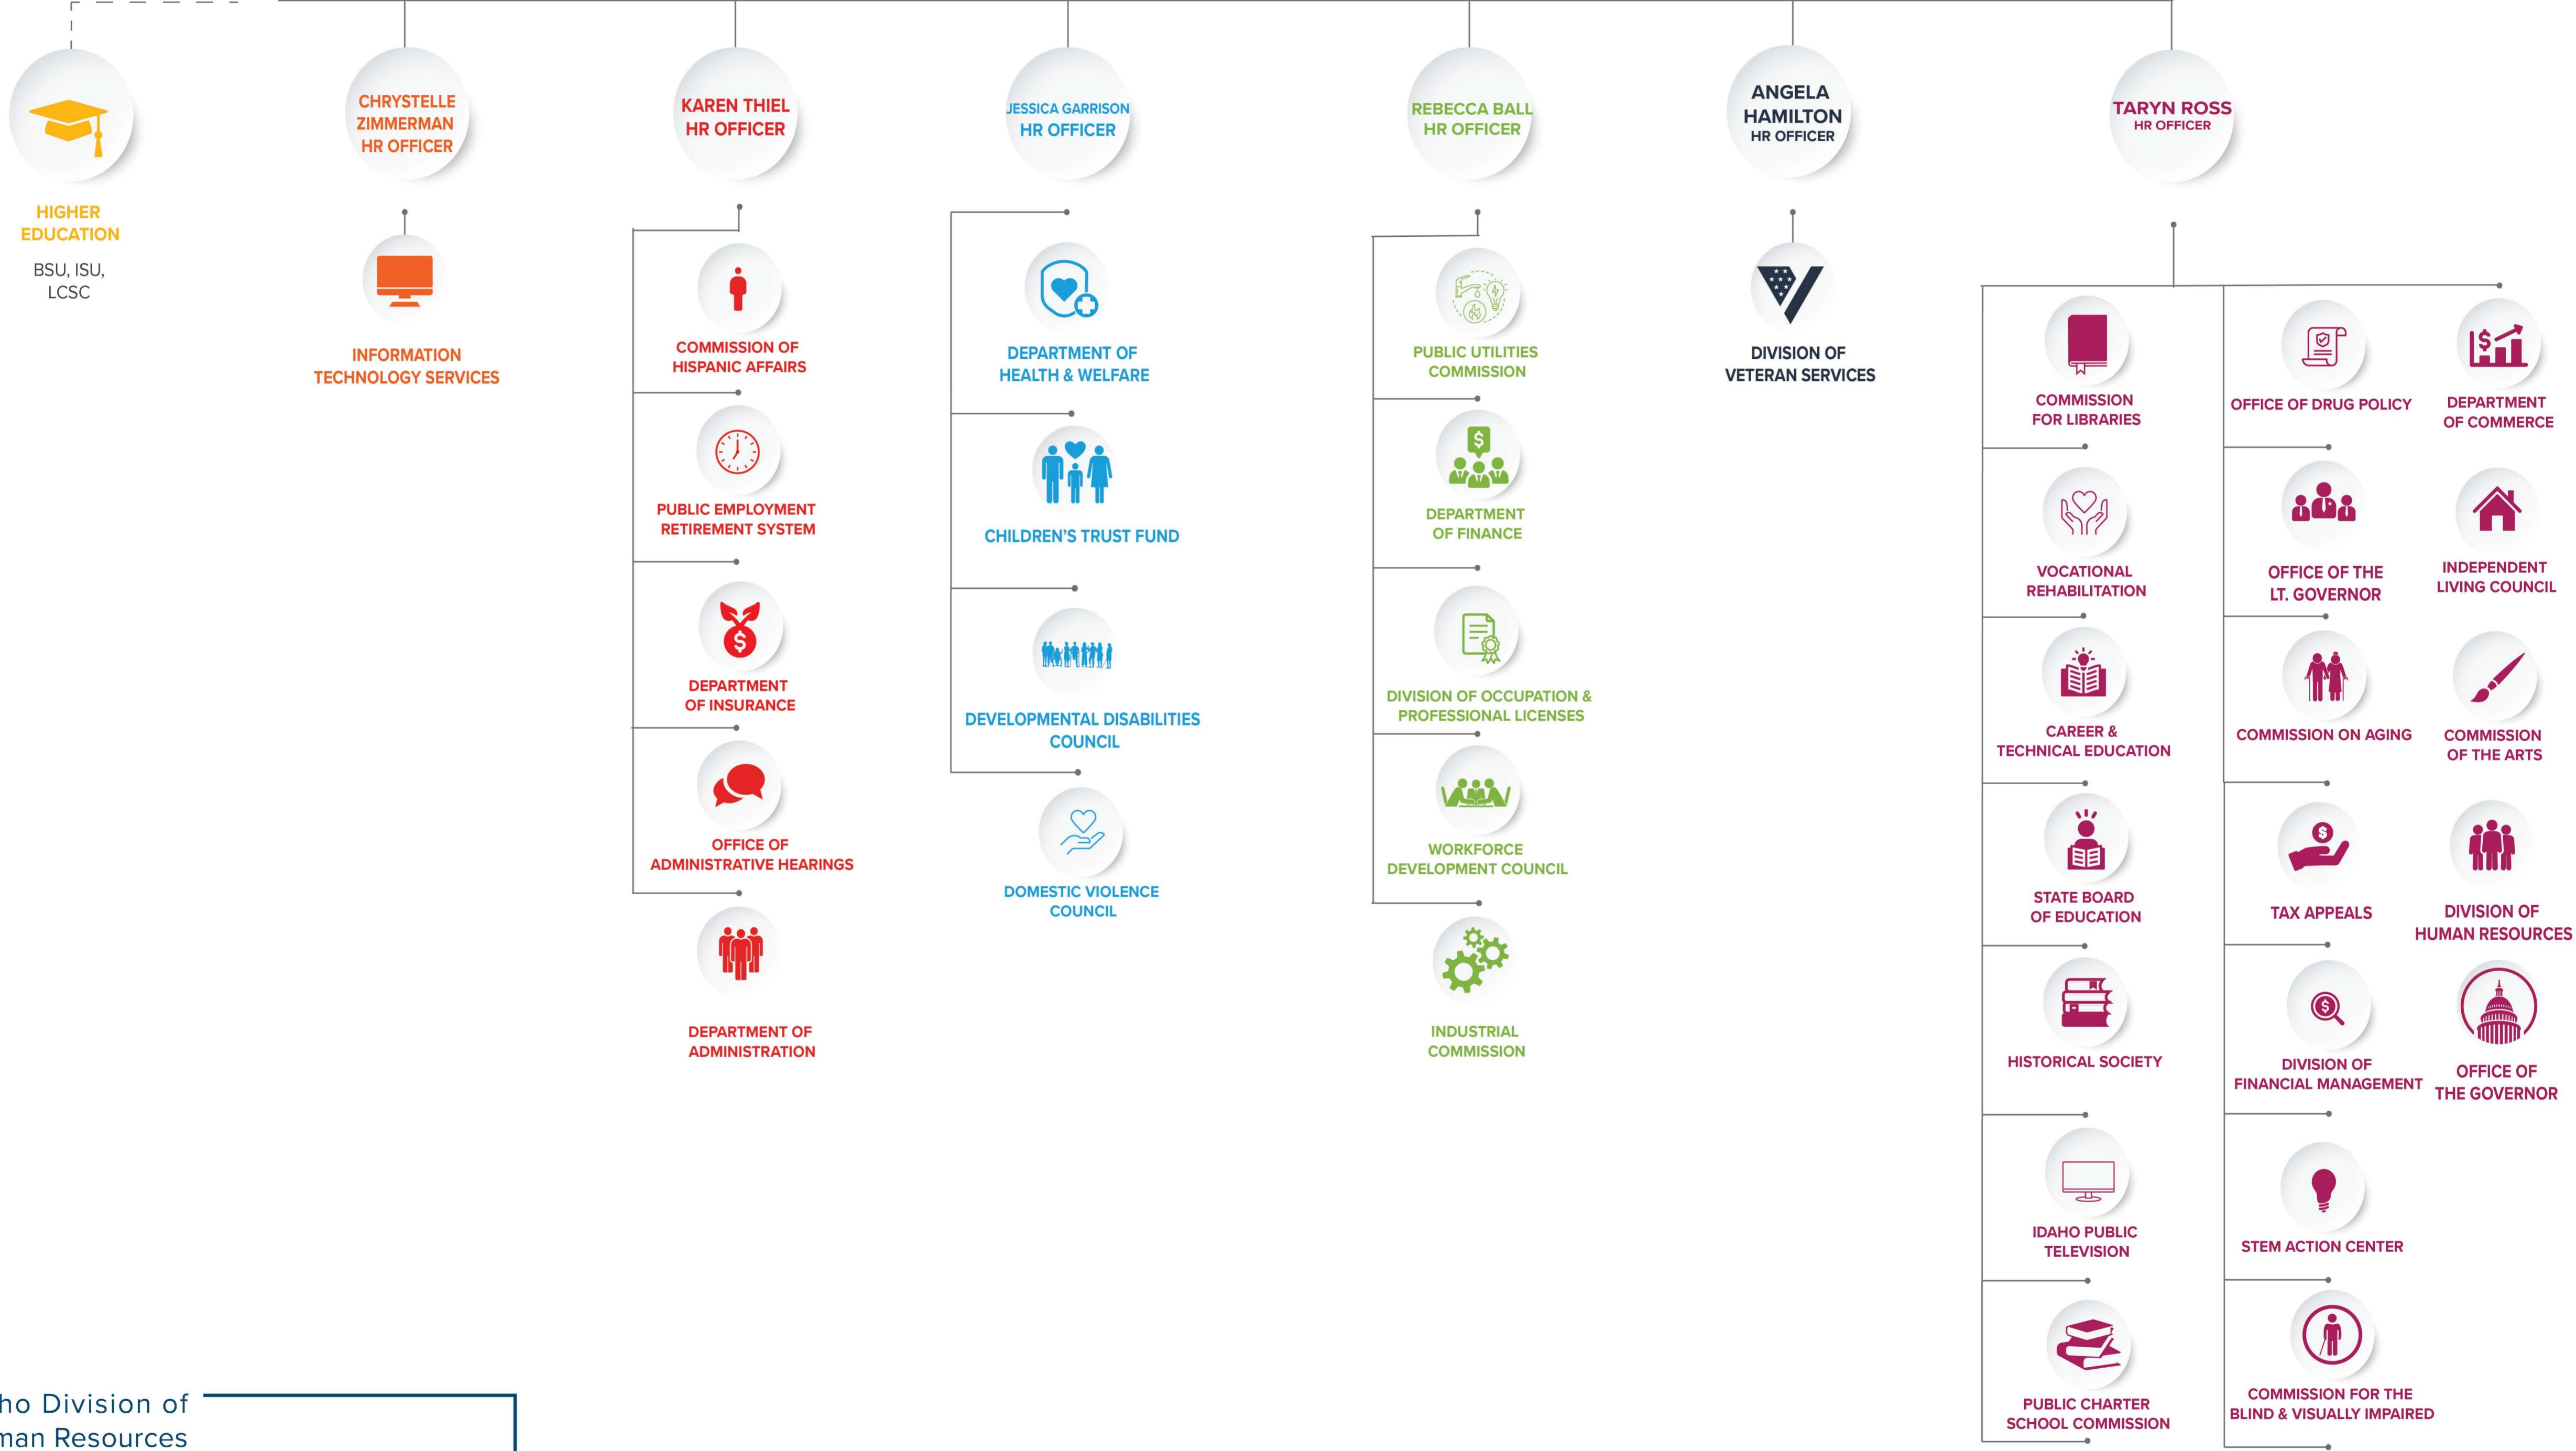 HIGHER
EDUCATION
BSU, ISU,
LCSC
CHRYSTELLE
ZIMMERMAN
HR OFFICER
INFORMATION
TECHNOLOGY SERVICES
KAREN THIEL
HR OFFICER
COMMISSION OF
HISPANIC AFFAIRS
PUBLIC EMPLOYMENT
RETIREMENT SYSTEM
DEPARTMENT
OF INSURANCE
OFFICE OF
ADMINISTRATIVE HEARINGS
DEPARTMENT OF
ADMINISTRATION
JESSICA GARRISON
HR OFFICER
DEPARTMENT OF
HEALTH & WELFARE
CHILDREN'S TRUST FUND
DEVELOPMENTAL DISABILITIES
COUNCIL
DOMESTIC VIOLENCE
COUNCIL
REBECCA BALL
HR OFFICER
PUBLIC UTILITIES
COMMISSION
DEPARTMENT
OF FINANCE
DIVISION OF OCCUPATION &
PROFESSIONAL LICENSES
WORKFORCE
DEVELOPMENT COUNCIL
INDUSTRIAL
COMMISSION
ANGELA
HAMILTON
HR OFFICER
DIVISION OF
VETERAN SERVICES
TARYN ROSS
HR OFFICER
COMMISSION
FOR LIBRARIES
VOCATIONAL
REHABILITATION
CAREER &
TECHNICAL EDUCATION
STATE BOARD
OF EDUCATION
HISTORICAL SOCIETY
IDAHO PUBLIC
TELEVISION
PUBLIC CHARTER
SCHOOL COMMISSION
OFFICE OF DRUG POLICY
OFFICE OF THE
LT. GOVERNOR
COMMISSION ON AGING
TAX APPEALS
DIVISION OF
FINANCIAL MANAGEMENT
STEM ACTION CENTER
COMMISSION FOR THE
BLIND & VISUALLY IMPAIRED
DEPARTMENT
OF COMMERCE
INDEPENDENT
LIVING COUNCIL
COMMISSION
OF THE ARTS
DIVISION OF
HUMAN RESOURCES
OFFICE OF
THE GOVERNOR
ho Division of
man Resources